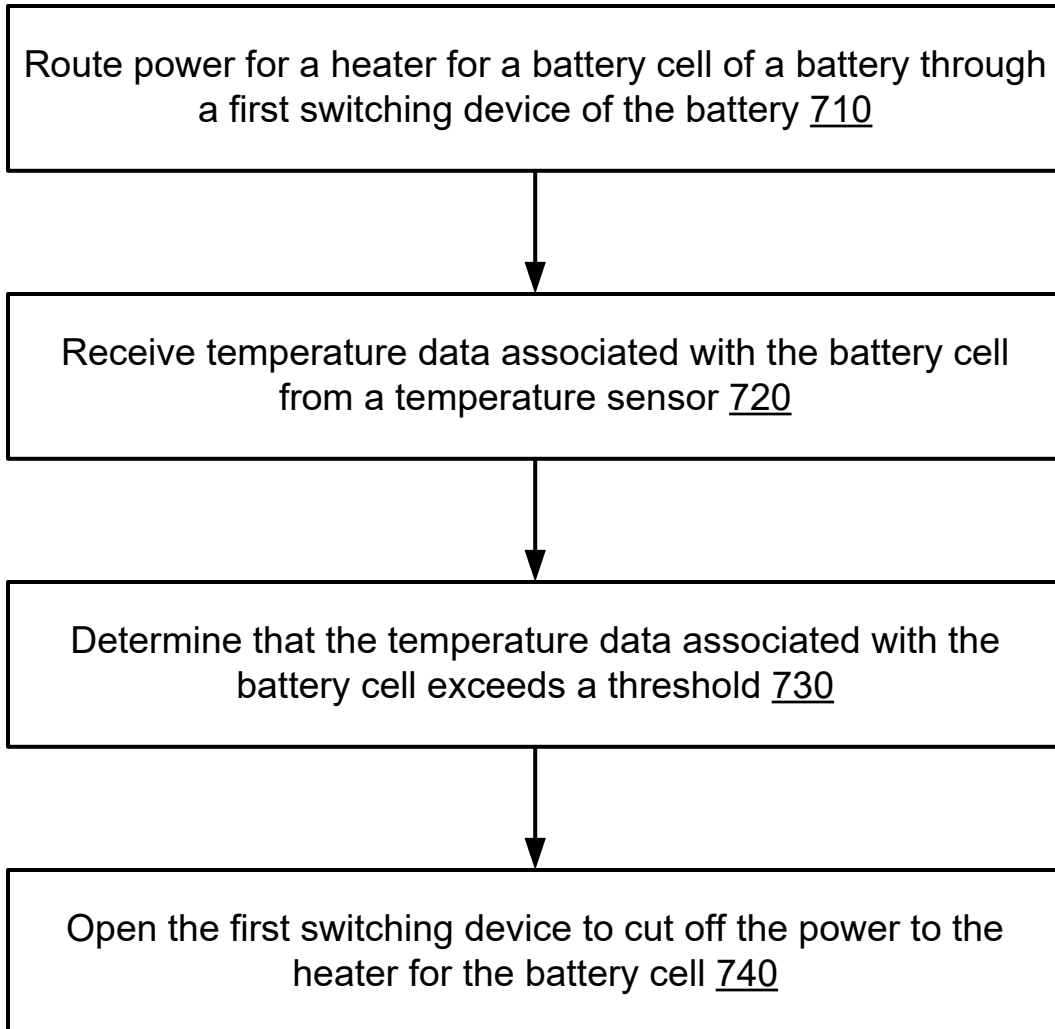 Route power for a heater for a battery cell of a battery through
a first switching device of the battery 710
Receive temperature data associated with the battery cell
from a temperature sensor 720
Determine that the temperature data associated with the
battery cell exceeds a threshold 730
Open the first switching device to cut off the power to the
heater for the battery cell 740